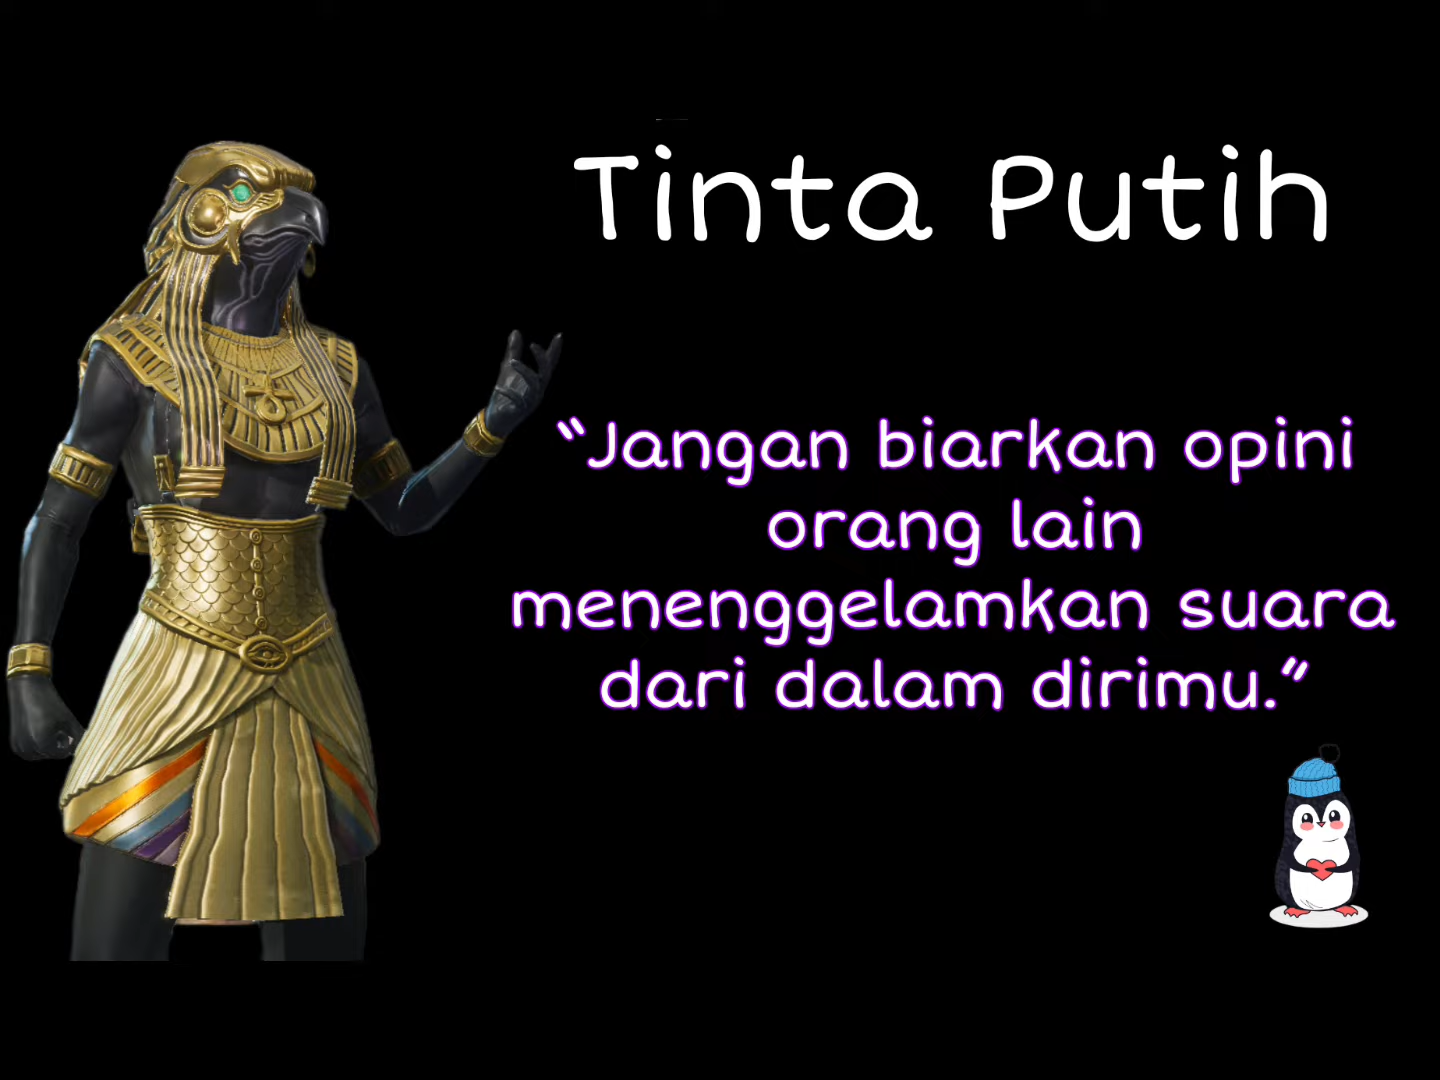 Tinta Putih
“Jangan biarkan opini
orang lain
menenggelamkan suara
dari dalam dirimu.”